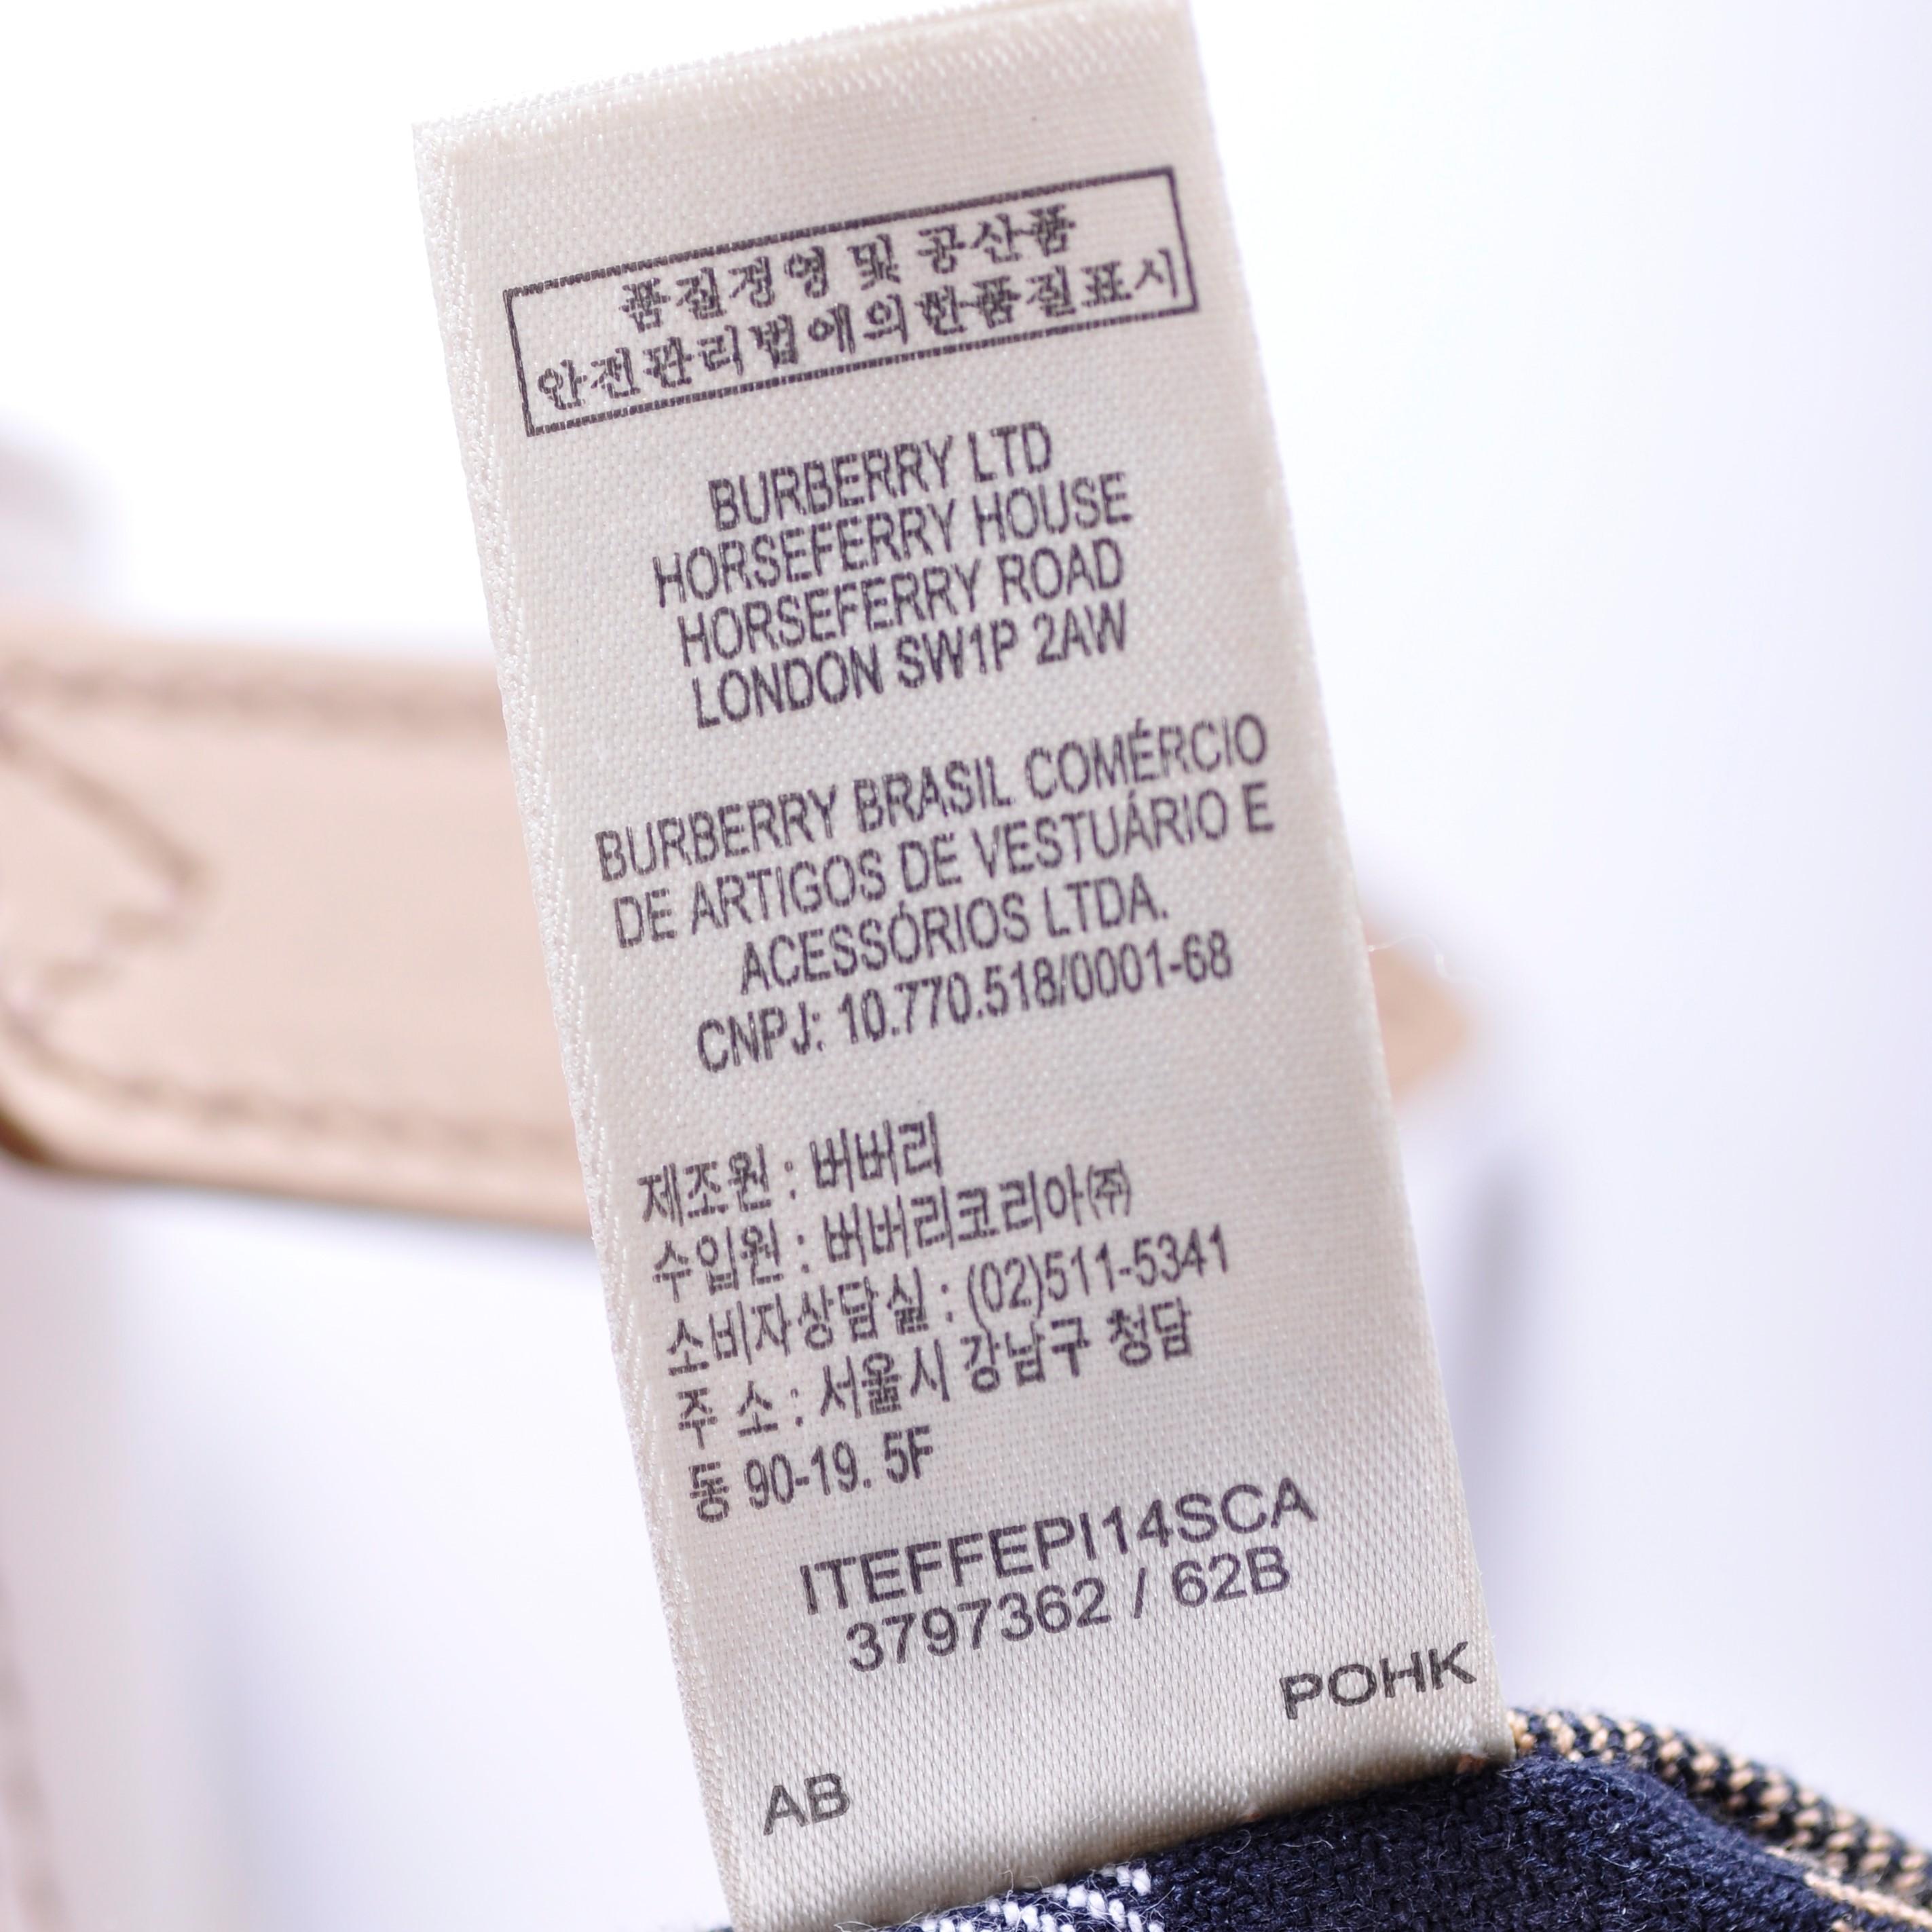 품질경영 및 공산품
안전관리법에의한품질표시
BURBERRY LTD
HORSEFERRY HOUSE
HORSEFERRY ROAD
LONDON SW1P 2AW
BURBERRY BRASIL COMÉRCIO
DE ARTIGOS DE VESTUÁRIO E
ACESSÓRIOS LTDA.
CNPJ: 10.770.518/0001-68
제조원 : 버버리
수입원 : 버버리코리아㈜
소비자상담실 : (02)511-5341
주 소 : 서울시 강남구 청담
동 90-19. 5F
ITEFFEPI14SCA
3797362 / 62B
POHK
AB